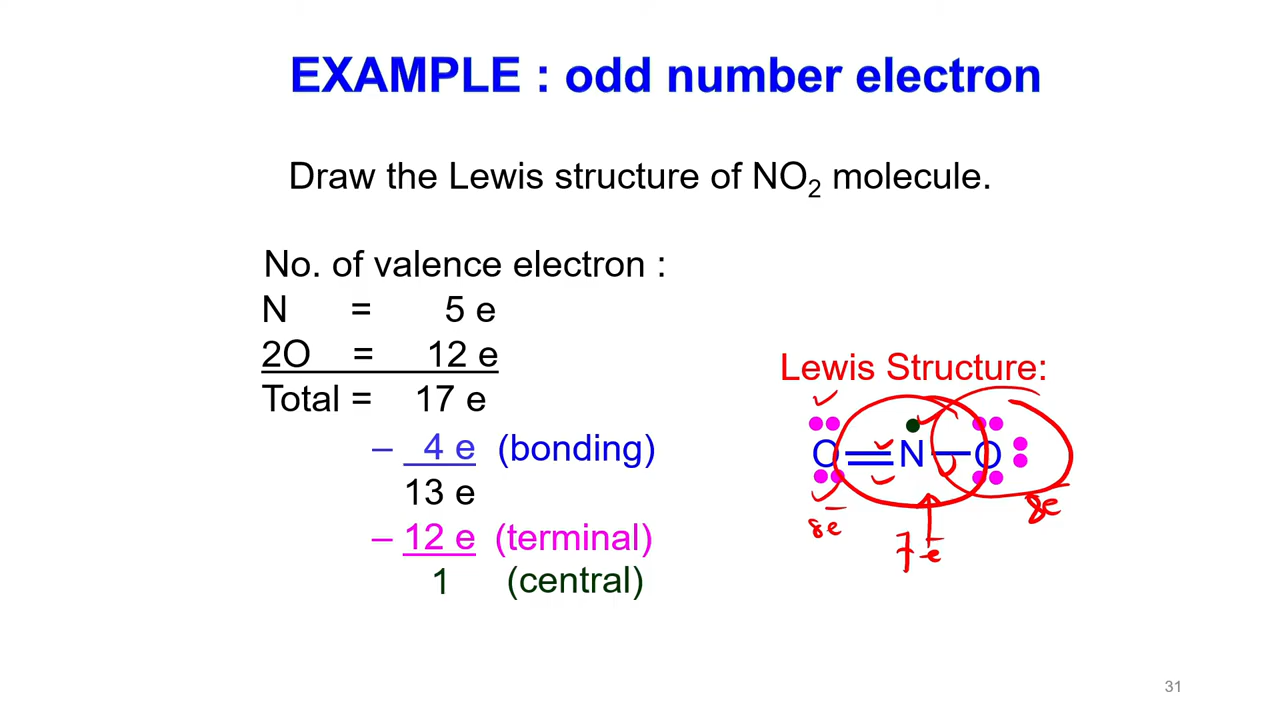 EXAMPLE : odd number electron
Draw the Lewis structure of NO₂ molecule.
No. of valence electron :
N = 5 e
2O = 12 e
Total = 17 e
– 4 e (bonding)
13 e
– 12 e (terminal)
1 (central)
Lewis Structure:
O N O
8e⁻
7 e⁻
8e⁻
31